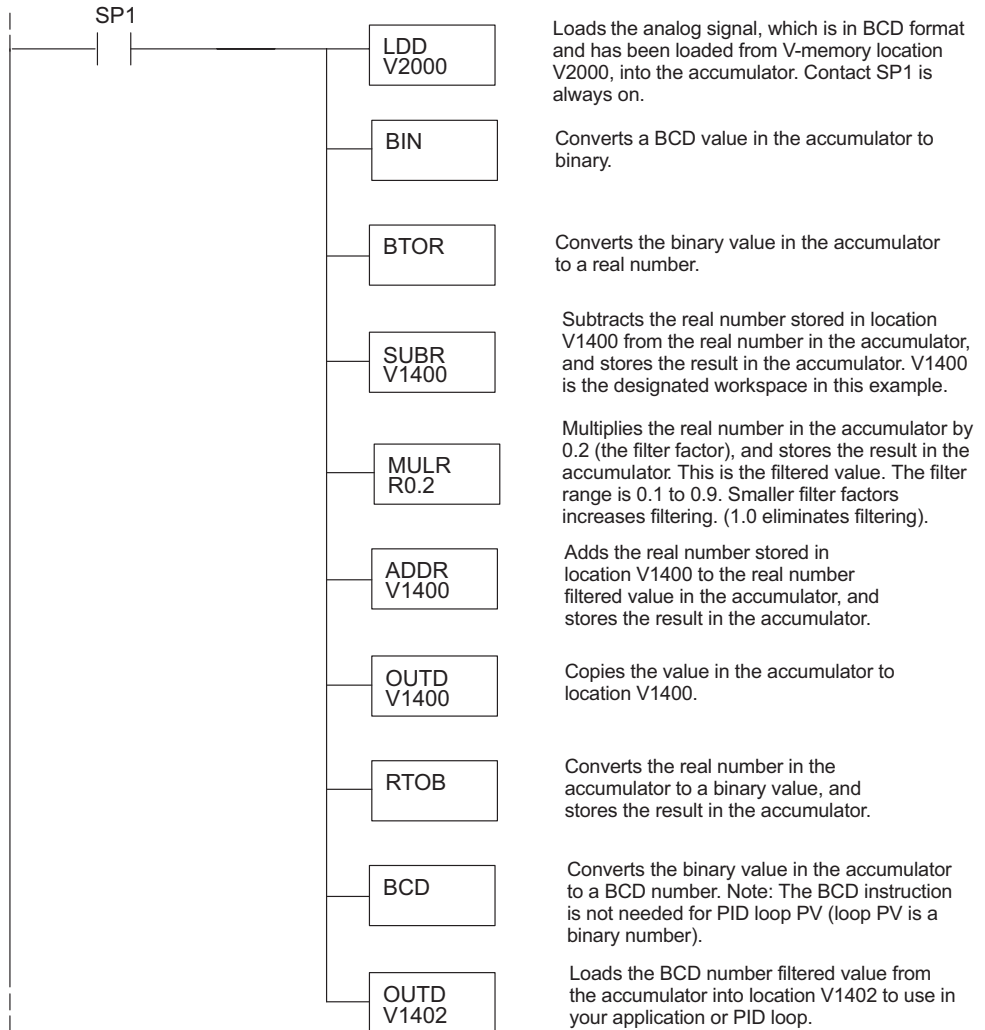 SP1
LDD
V2000
Loads the analog signal, which is in BCD format
and has been loaded from V-memory location
V2000, into the accumulator. Contact SP1 is
always on.
BIN
Converts a BCD value in the accumulator to
binary.
BTOR
Converts the binary value in the accumulator
to a real number.
SUBR
V1400
Subtracts the real number stored in location
V1400 from the real number in the accumulator,
and stores the result in the accumulator. V1400
is the designated workspace in this example.
MULR
R0.2
Multiplies the real number in the accumulator by
0.2 (the filter factor), and stores the result in the
accumulator. This is the filtered value. The filter
range is 0.1 to 0.9. Smaller filter factors
increases filtering. (1.0 eliminates filtering).
ADDR
V1400
Adds the real number stored in
location V1400 to the real number
filtered value in the accumulator, and
stores the result in the accumulator.
OUTD
V1400
Copies the value in the accumulator to
location V1400.
RTOB
Converts the real number in the
accumulator to a binary value, and
stores the result in the accumulator.
BCD
Converts the binary value in the accumulator
to a BCD number. Note: The BCD instruction
is not needed for PID loop PV (loop PV is a
binary number).
OUTD
V1402
Loads the BCD number filtered value from
the accumulator into location V1402 to use in
your application or PID loop.